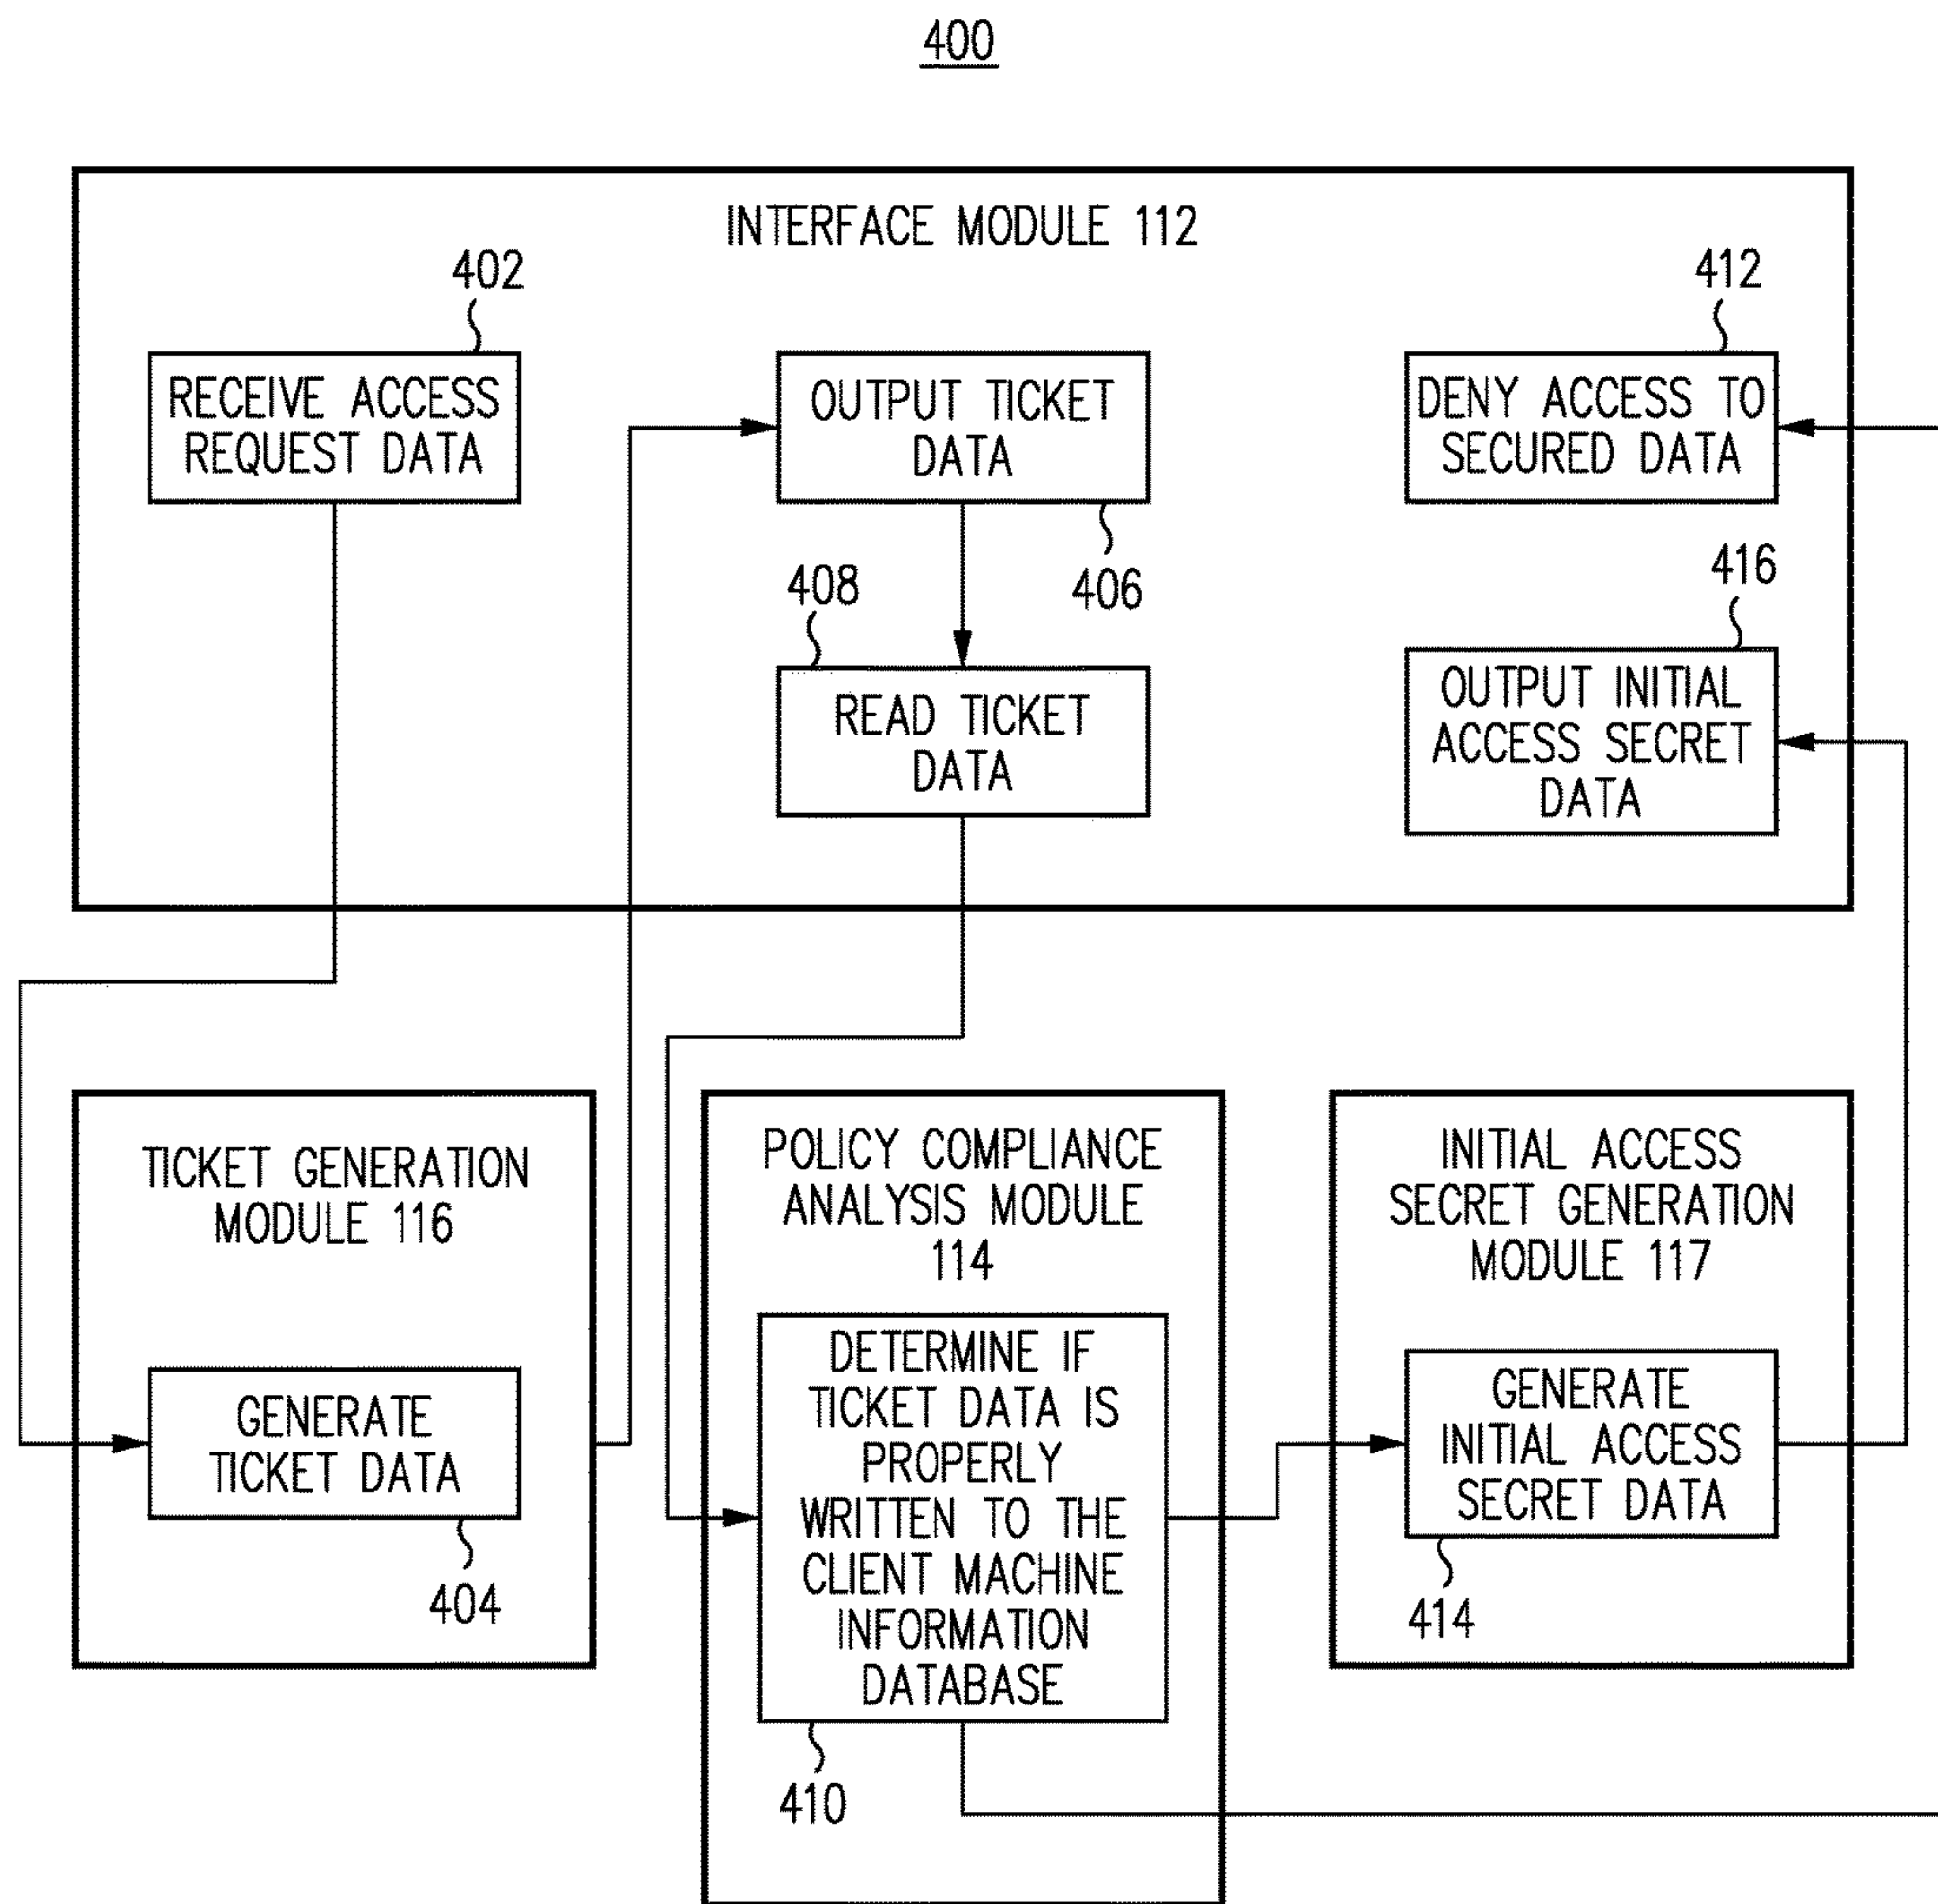 400
INTERFACE MODULE 112
402
RECEIVE ACCESS
REQUEST DATA
OUTPUT TICKET
DATA
406
408
READ TICKET
DATA
412
DENY ACCESS TO
SECURED DATA
416
OUTPUT INITIAL
ACCESS SECRET
DATA
TICKET GENERATION
MODULE 116
GENERATE
TICKET DATA
404
POLICY COMPLIANCE
ANALYSIS MODULE
114
DETERMINE IF
TICKET DATA IS
PROPERLY
WRITTEN TO THE
CLIENT MACHINE
INFORMATION
DATABASE
410
INITIAL ACCESS
SECRET GENERATION
MODULE 117
GENERATE
INITIAL ACCESS
SECRET DATA
414